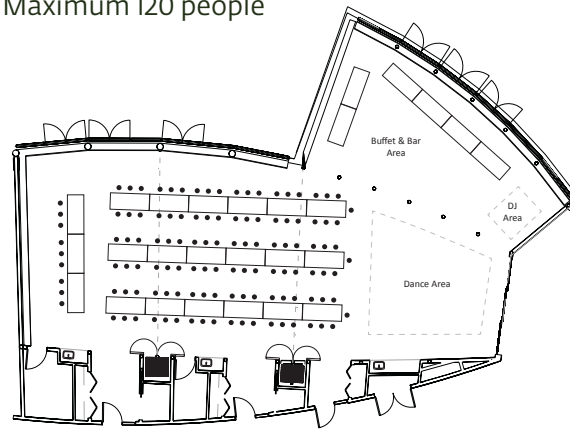 Maximum 120 people
Buffet & Bar
Area
DJ
Area
Dance Area